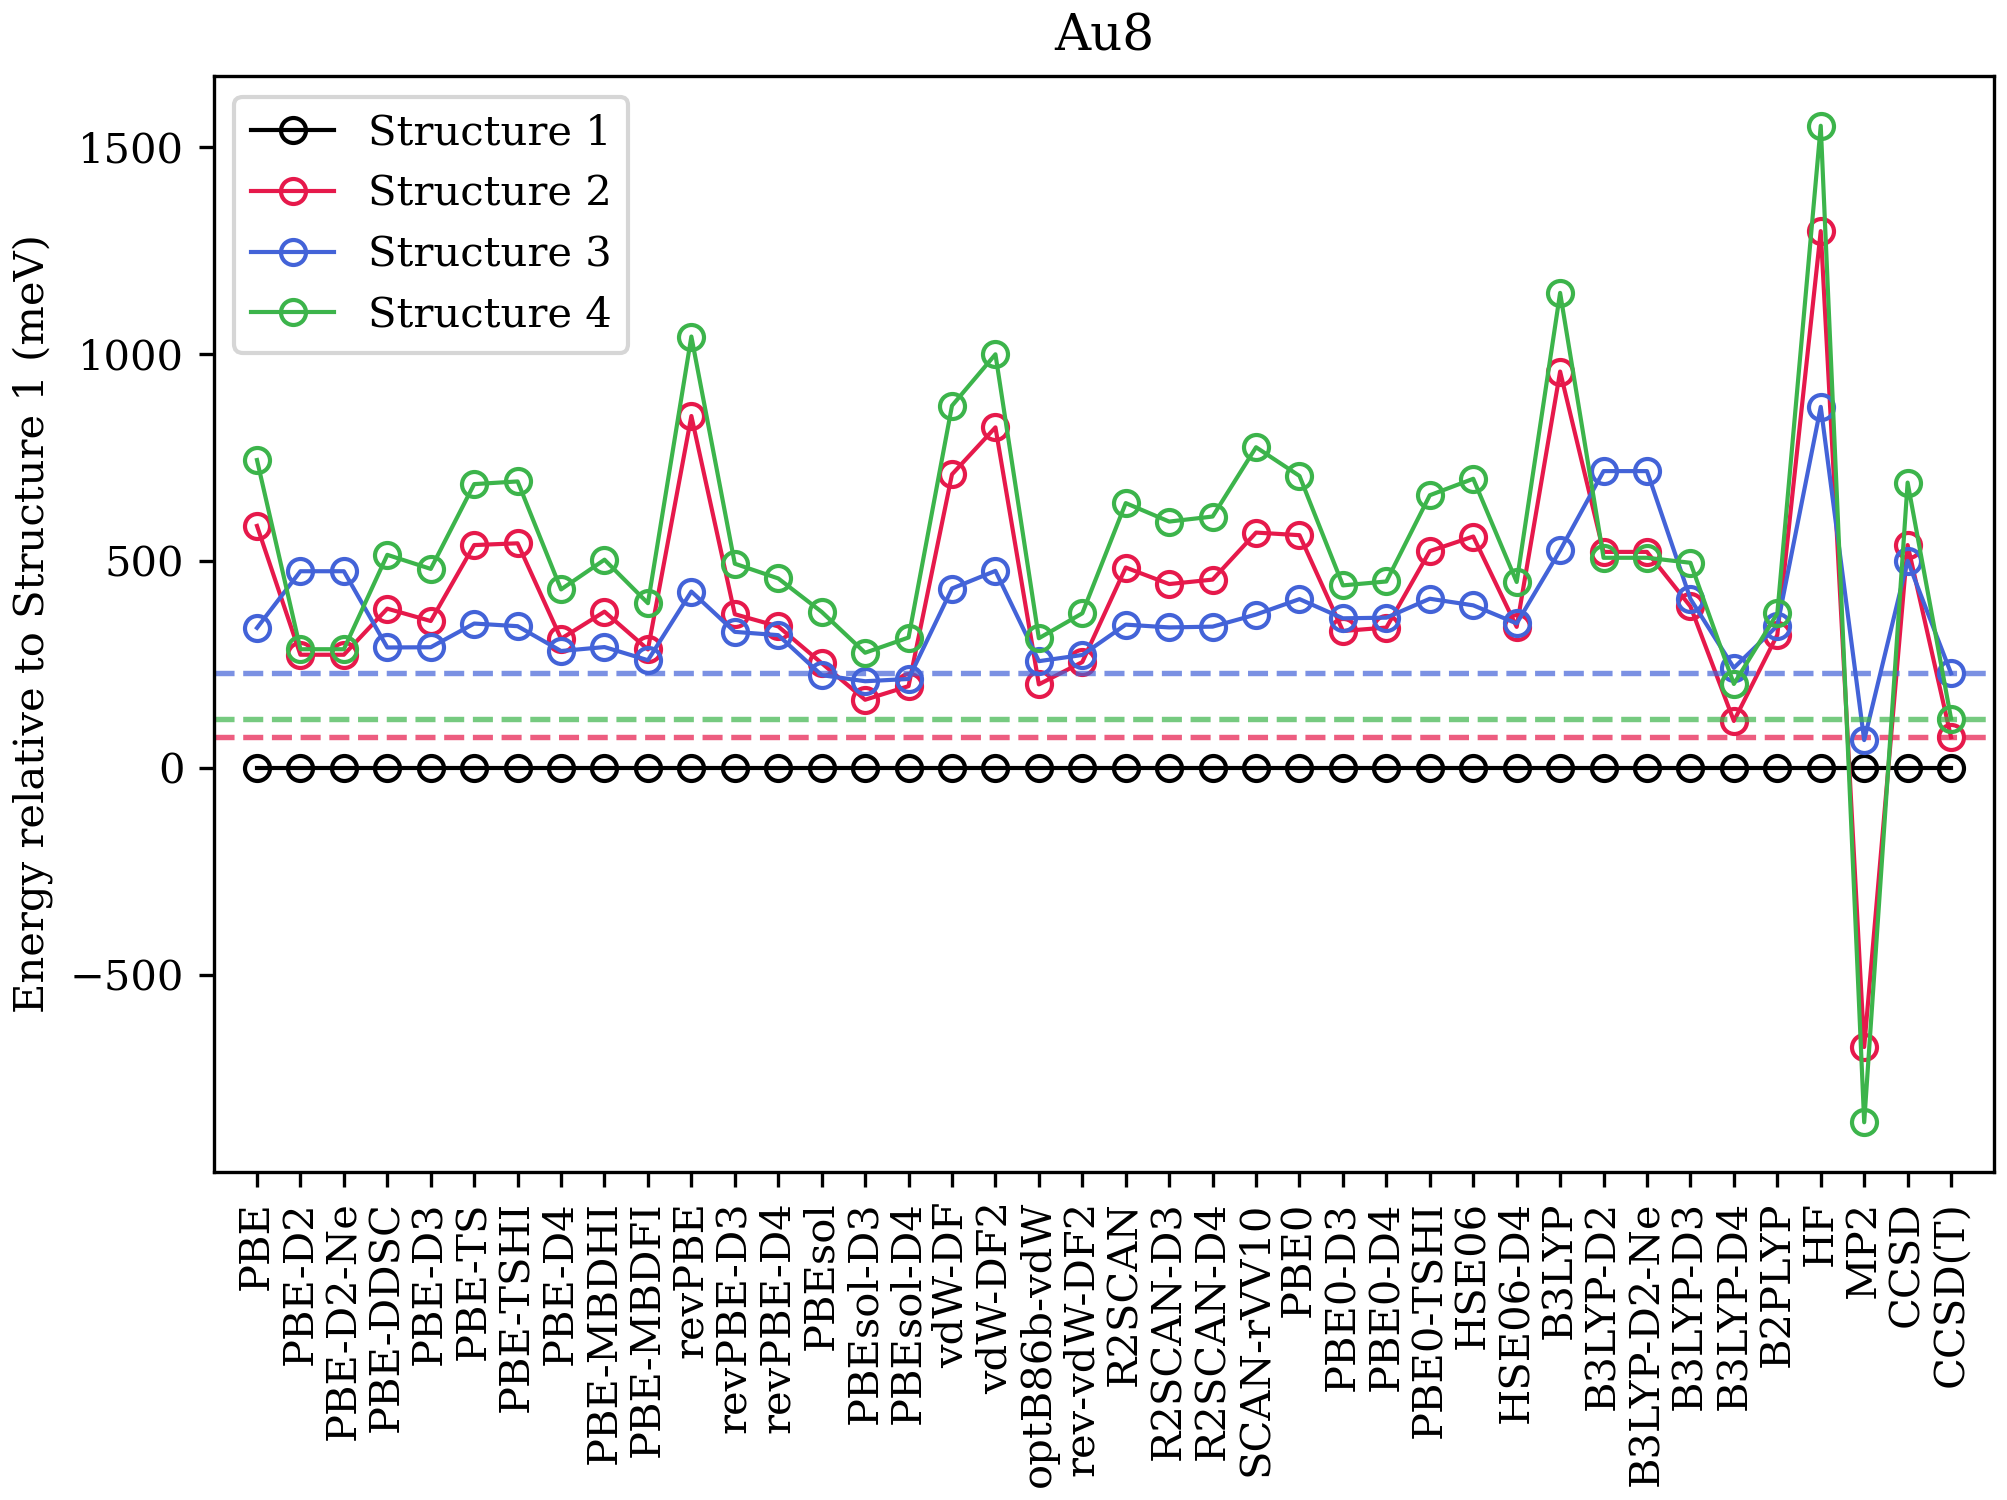 Au8
Structure 1
Structure 2
Structure 3
Structure 4
Energy relative to Structure 1 (meV)
1500
1000
500
0
−500
PBE
PBE-D2
PBE-D2-Ne
PBE-DDSC
PBE-D3
PBE-TS
PBE-TSHI
PBE-D4
PBE-MBDHI
PBE-MBDFI
revPBE
revPBE-D3
revPBE-D4
PBEsol
PBEsol-D3
PBEsol-D4
vdW-DF
vdW-DF2
optB86b-vdW
rev-vdW-DF2
R2SCAN
R2SCAN-D3
R2SCAN-D4
SCAN-rVV10
PBE0
PBE0-D3
PBE0-D4
PBE0-TSHI
HSE06
HSE06-D4
B3LYP
B3LYP-D2
B3LYP-D2-Ne
B3LYP-D3
B3LYP-D4
B2PLYP
HF
MP2
CCSD
CCSD(T)